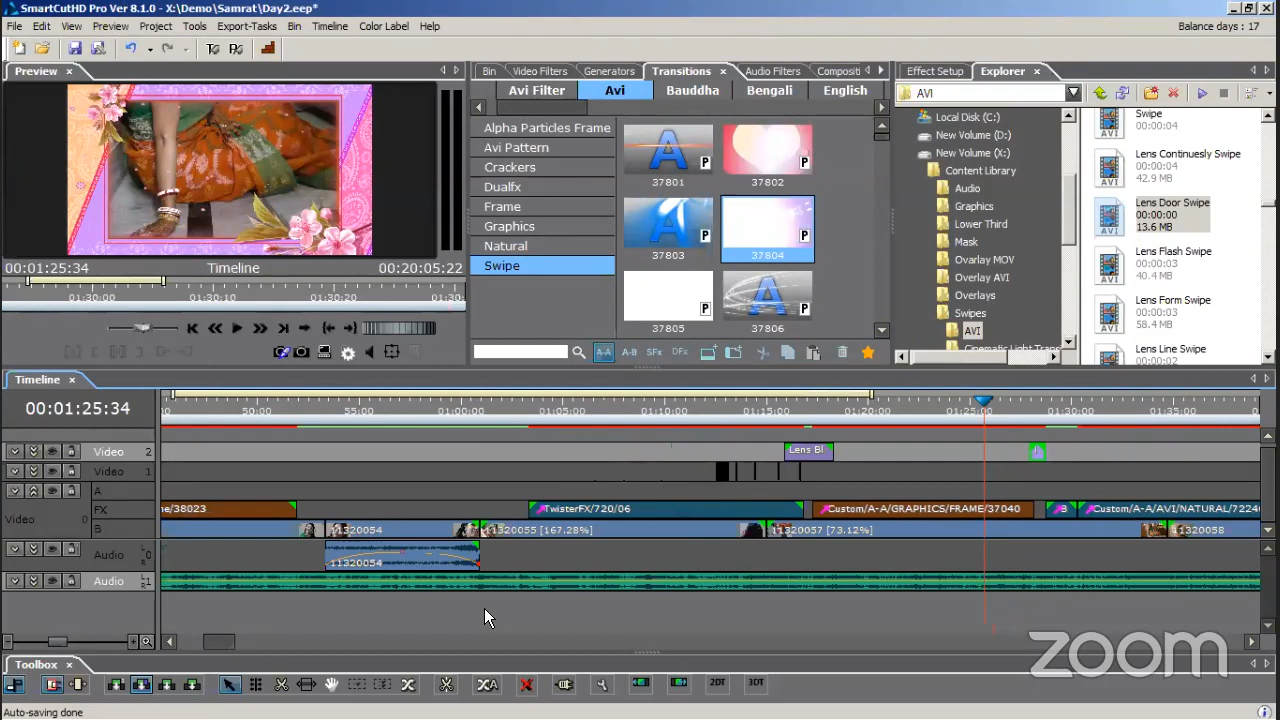 SmartCutHD Pro Ver 8.1.0 - X:\Demo\Samrat\Day2.eep*
File Edit View Preview Project Tools Export-Tasks Bin Timeline Color Label Help
Balance days : 17
Preview
00:01:25:34 Timeline 00:20:05:22
01:30:00 01:30:10 01:30:20 01:30:
Bin Video Filters Generators Transitions Audio Filters Compositi
Avi Filter Avi Bauddha Bengali English
Alpha Particles Frame
Avi Pattern
Crackers
Dualfx
Frame
Graphics
Natural
Swipe
37801 37802
37803 37804
37805 37806
A-A A-B SFx DFx
Effect Setup Explorer
AVI
Local Disk (C:)
New Volume (D:)
New Volume (X:)
Content Library
Audio
Graphics
Lower Third
Mask
Ovarlay MOV
Overlay AVI
Overlays
Swipes
AVI
Cinematic Light Trans
Swipe
00:00:04
Lens Continuesly Swipe
00:00:04
42.9 MB
Lens Door Swipe
00:00:00
13.6 MB
Lens Flash Swipe
00:00:03
40.4 MB
Lens Form Swipe
00:00:03
58.4 MB
Lens Line Swipe
00:00:02
Timeline
00:01:25:34
50:00 55:00 01:00:00 01:05:00 01:10:00 01:15:00 01:20:00 01:25:00 01:30:00 01:35:00
Video 2
Lens Bl
Video 1
A
FX
e/38023 TwisterFX/720/06 Custom/A-A/GRAPHICS/FRAME/37040 B Custom/A-A/AVI/NATURAL/7224
Video 0
B
11320054 11320055 [167.28%] 11320057 [73.12%] 11320058
Audio 0
L
R
11320054
Audio 1
L
R
zoom
Toolbox
2DT 3DT
Auto-saving done